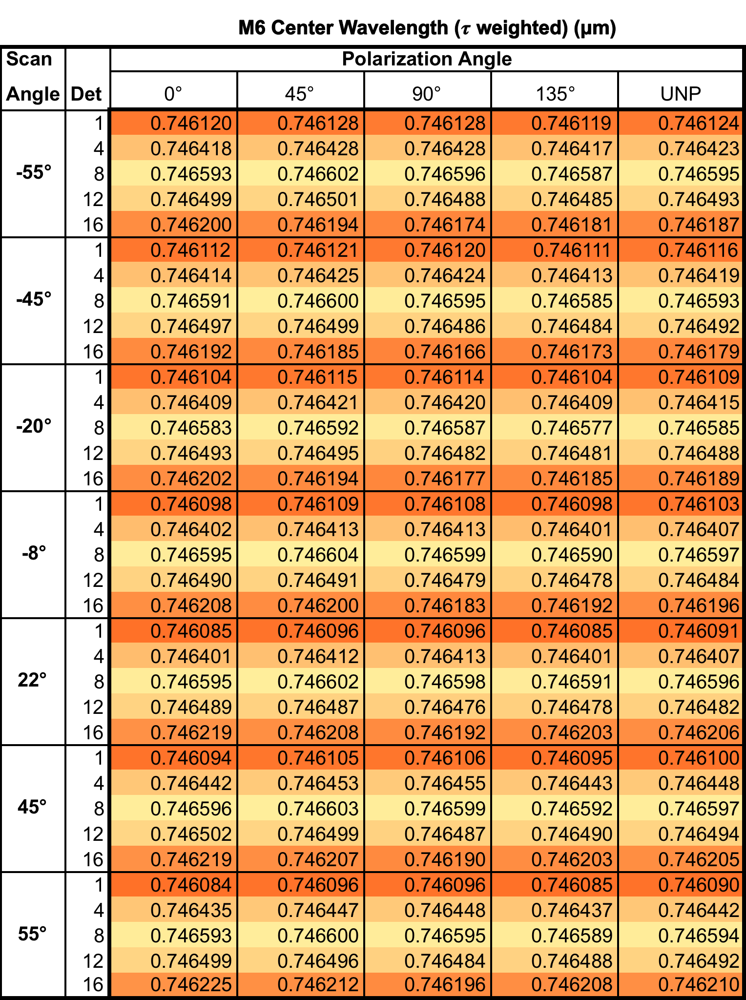 M6 Center Wavelength (τ weighted) (µm)
Scan Angle Det Polarization Angle
0° 45° 90° 135° UNP
-55°
1 0.746120 0.746128 0.746128 0.746119 0.746124
4 0.746418 0.746428 0.746428 0.746417 0.746423
8 0.746593 0.746602 0.746596 0.746587 0.746595
12 0.746499 0.746501 0.746488 0.746485 0.746493
16 0.746200 0.746194 0.746174 0.746181 0.746187
-45°
1 0.746112 0.746121 0.746120 0.746111 0.746116
4 0.746414 0.746425 0.746424 0.746413 0.746419
8 0.746591 0.746600 0.746595 0.746585 0.746593
12 0.746497 0.746499 0.746486 0.746484 0.746492
16 0.746192 0.746185 0.746166 0.746173 0.746179
-20°
1 0.746104 0.746115 0.746114 0.746104 0.746109
4 0.746409 0.746421 0.746420 0.746409 0.746415
8 0.746583 0.746592 0.746587 0.746577 0.746585
12 0.746493 0.746495 0.746482 0.746481 0.746488
16 0.746202 0.746194 0.746177 0.746185 0.746189
-8°
1 0.746098 0.746109 0.746108 0.746098 0.746103
4 0.746402 0.746413 0.746413 0.746401 0.746407
8 0.746595 0.746604 0.746599 0.746590 0.746597
12 0.746490 0.746491 0.746479 0.746478 0.746484
16 0.746208 0.746200 0.746183 0.746192 0.746196
22°
1 0.746085 0.746096 0.746096 0.746085 0.746091
4 0.746401 0.746412 0.746413 0.746401 0.746407
8 0.746595 0.746602 0.746598 0.746591 0.746596
12 0.746489 0.746487 0.746476 0.746478 0.746482
16 0.746219 0.746208 0.746192 0.746203 0.746206
45°
1 0.746094 0.746105 0.746106 0.746095 0.746100
4 0.746442 0.746453 0.746455 0.746443 0.746448
8 0.746596 0.746603 0.746599 0.746592 0.746597
12 0.746502 0.746499 0.746487 0.746490 0.746494
16 0.746219 0.746207 0.746190 0.746203 0.746205
55°
1 0.746084 0.746096 0.746096 0.746085 0.746090
4 0.746435 0.746447 0.746448 0.746437 0.746442
8 0.746593 0.746600 0.746595 0.746589 0.746594
12 0.746499 0.746496 0.746484 0.746488 0.746492
16 0.746225 0.746212 0.746196 0.746208 0.746210